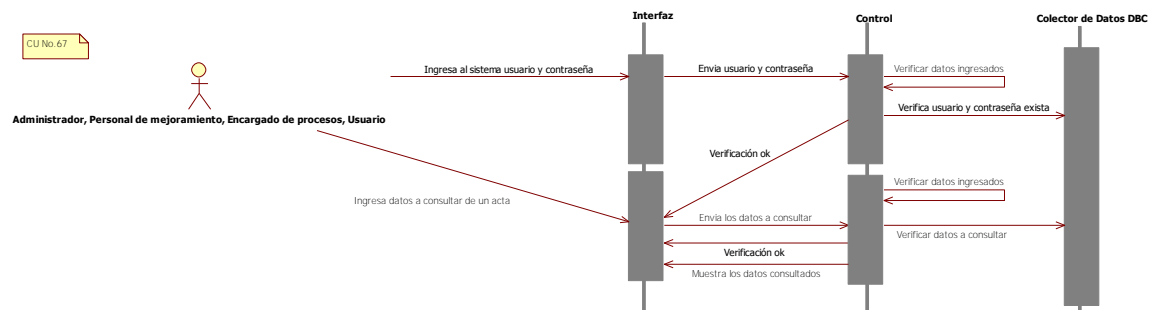 Interfaz
Control
Colector de Datos DBC
CU No.67
Ingresa al sistema usuario y contraseña
Envia usuario y contraseña
Verificar datos ingresados
Verifica usuario y contraseña exista
Administrador, Personal de mejoramiento, Encargado de procesos, Usuario
Verificación ok
Verificar datos ingresados
Ingresa datos a consultar de un acta
Envia los datos a consultar
Verificar datos a consultar
Verificación ok
Muestra los datos consultados